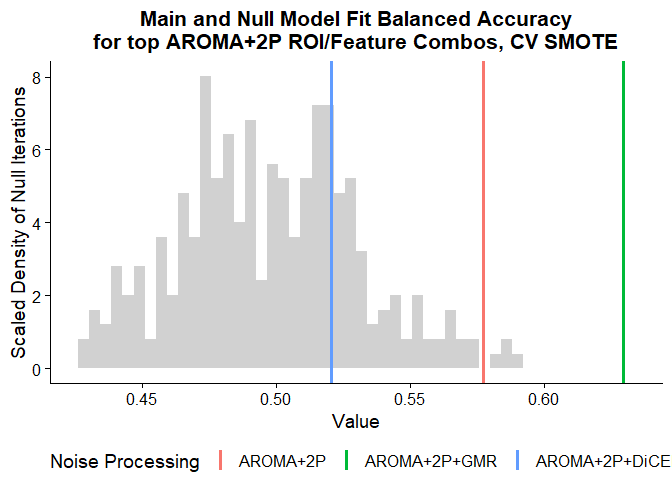 Main and Null Model Fit Balanced Accuracy
for top AROMA+2P ROI/Feature Combos, CV SMOTE
Scaled Density of Null Iterations
8
6
4
2
0
0.45 0.50 0.55 0.60
Value
Noise Processing AROMA+2P AROMA+2P+GMR AROMA+2P+DiCE